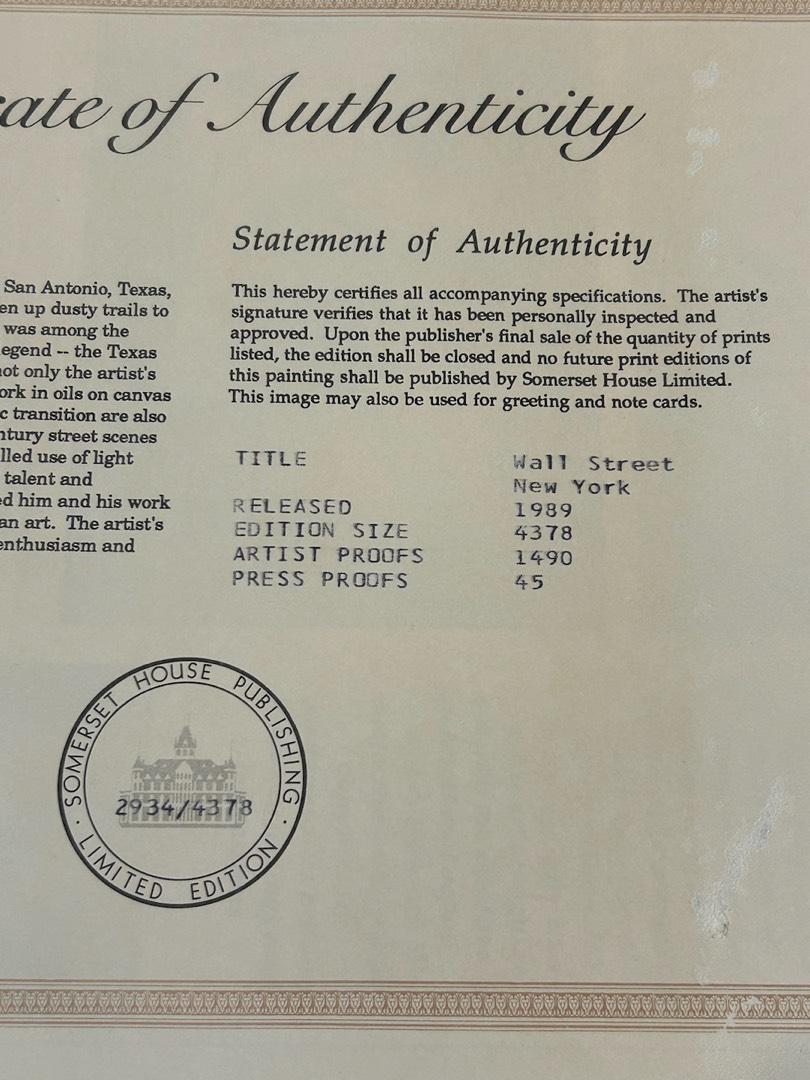 ate of Authenticity
San Antonio, Texas,
en up dusty trails to
was among the
egend -- the Texas
ot only the artist's
ork in oils on canvas
c transition are also
ntury street scenes
lled use of light
talent and
ed him and his work
an art. The artist's
enthusiasm and
Statement of Authenticity
This hereby certifies all accompanying specifications. The artist's
signature verifies that it has been personally inspected and
approved. Upon the publisher's final sale of the quantity of prints
listed, the edition shall be closed and no future print editions of
this painting shall be published by Somerset House Limited.
This image may also be used for greeting and note cards.
TITLE Wall Street
New York
RELEASED 1989
EDITION SIZE 4378
ARTIST PROOFS 1490
PRESS PROOFS 45
SOMERSET HOUSE PUBLISHING
2934/4378
LIMITED EDITION